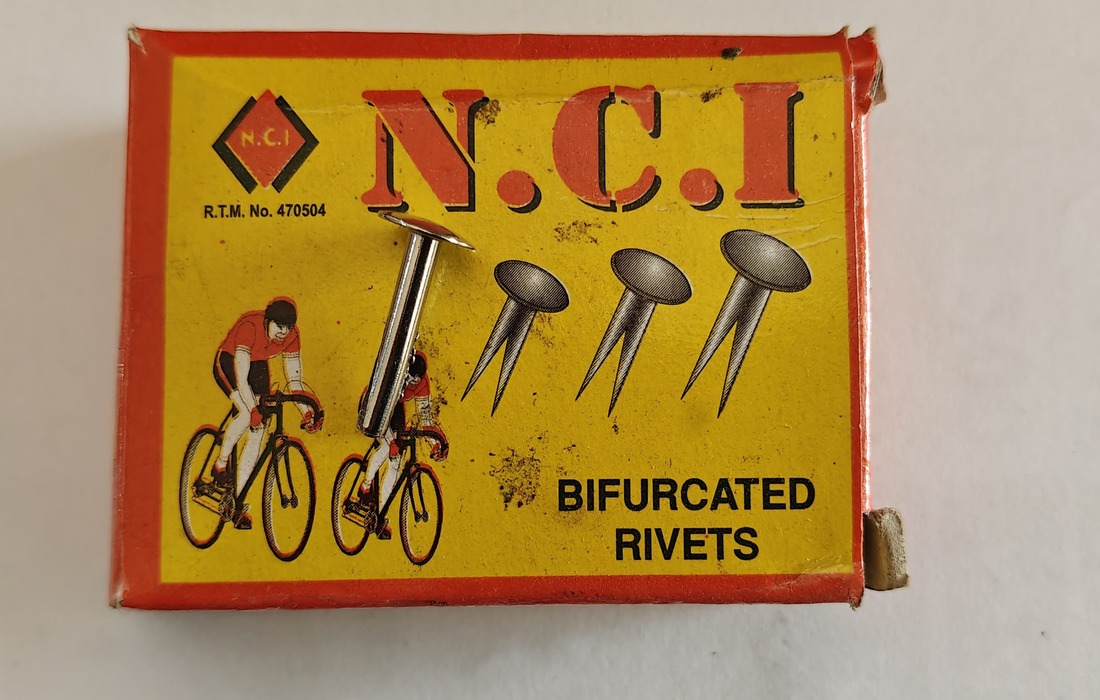 N.C.I
N.C.I
R.T.M. No. 470504
BIFURCATED
RIVETS